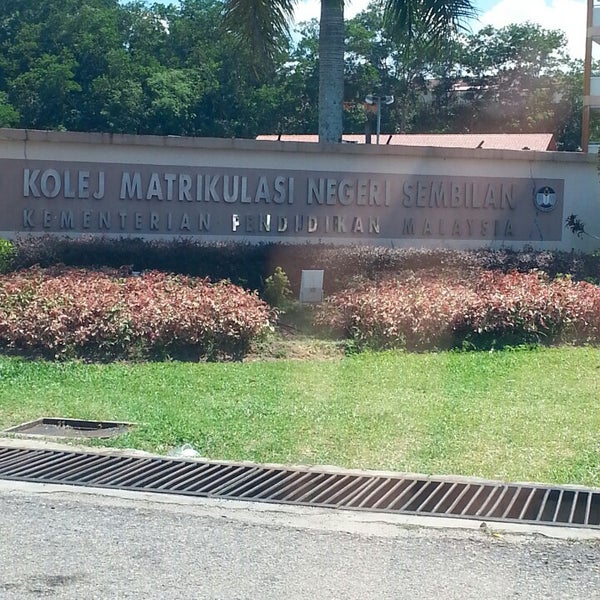 KOLEJ MATRIKULASI NEGERI SEMBILAN
KEMENTERIAN PENDIDIKAN MALAYSIA